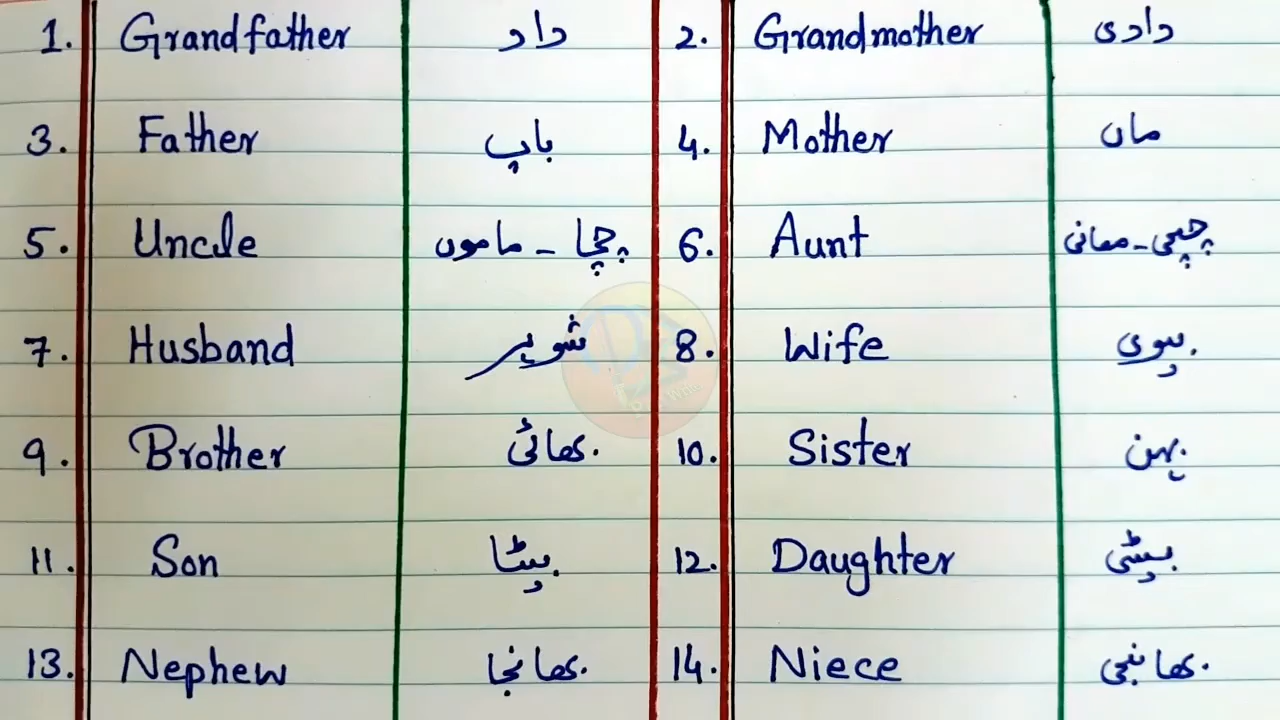 1. Grandfather داد 2. Grandmother دادی
3. Father باپ 4. Mother ماں
5. Uncle چچا - ماموں 6. Aunt چچی - ممانی
7. Husband شوہر 8. Wife بیوی
9. Brother بھائی 10. Sister بہن
11. Son بیٹا 12. Daughter بیٹی
13. Nephew بھانجا 14. Niece بھانجی